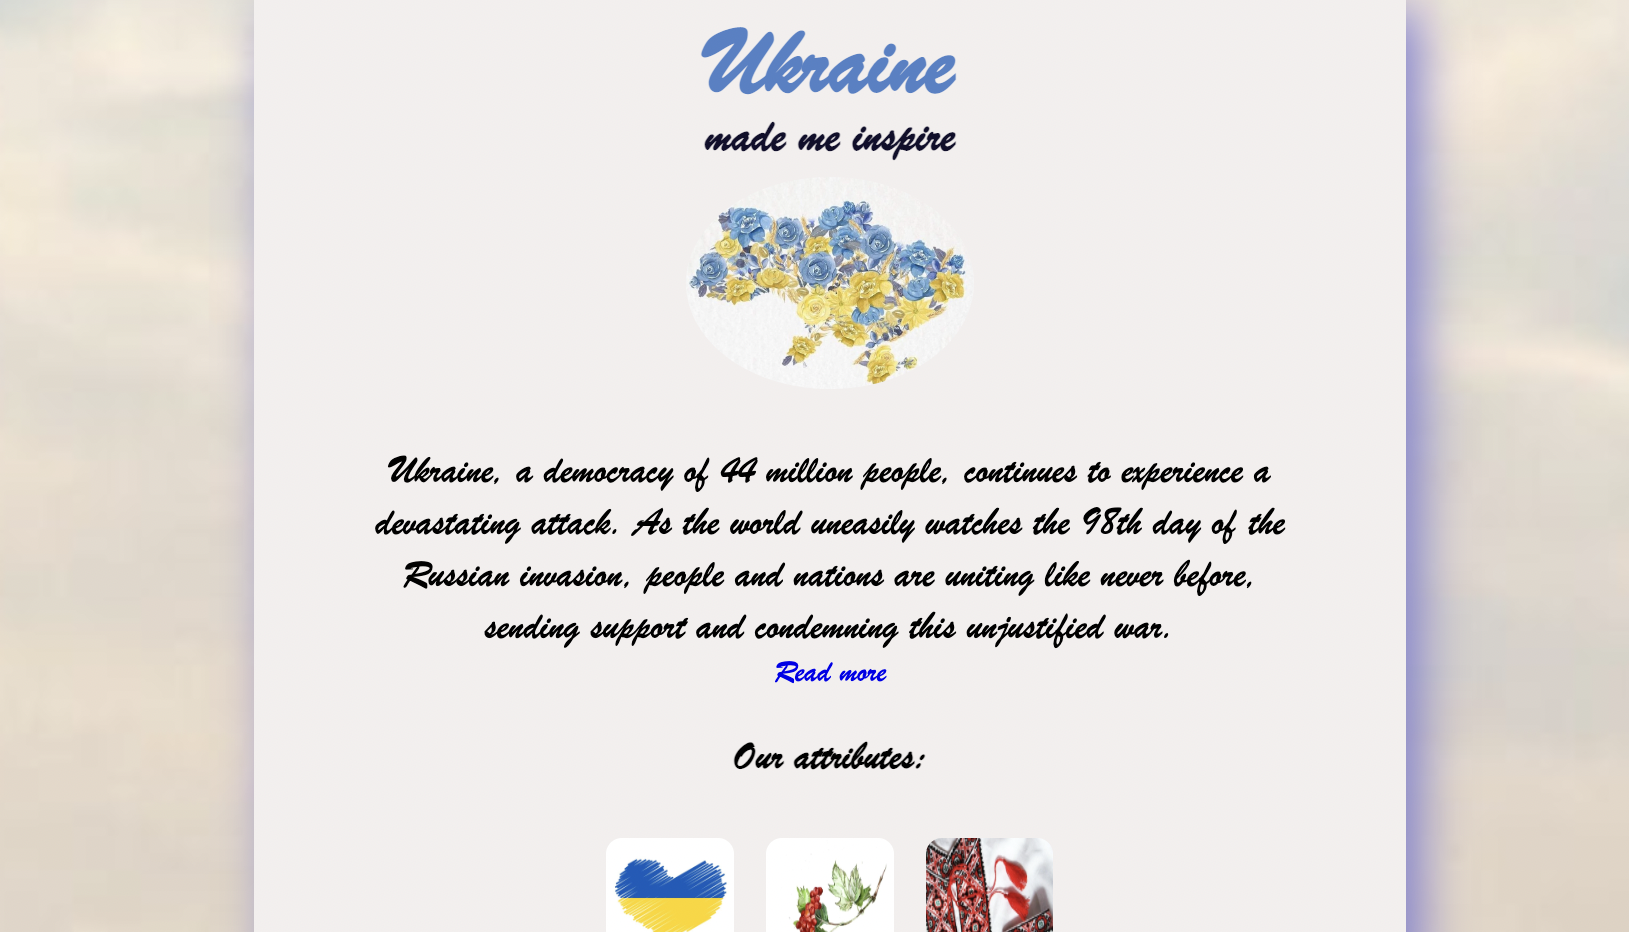 Ukraine
made me inspire
Ukraine, a democracy of 44 million people, continues to experience a
devastating attack. As the world uneasily watches the 98th day of the
Russian invasion, people and nations are uniting like never before,
sending support and condemning this unjustified war.
Read more
Our attributes: